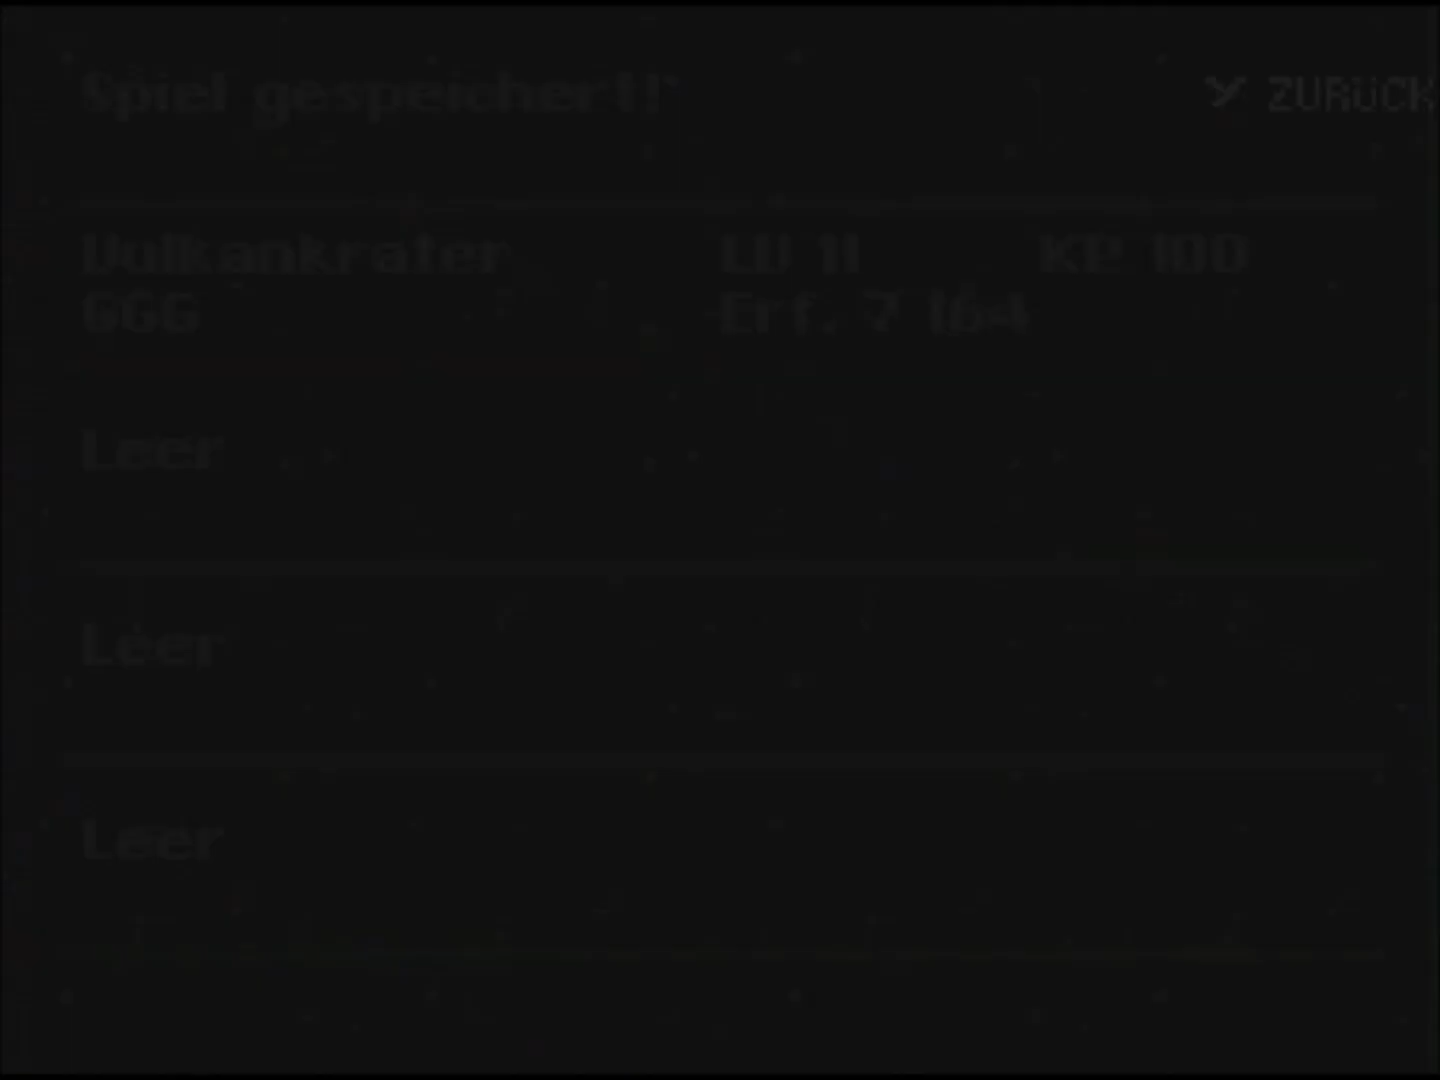 Spiel gespeichert!
ZURÜCK
Vulkankrater LV 11 KP 100
GGG Erf. 7 164
Leer
Leer
Leer